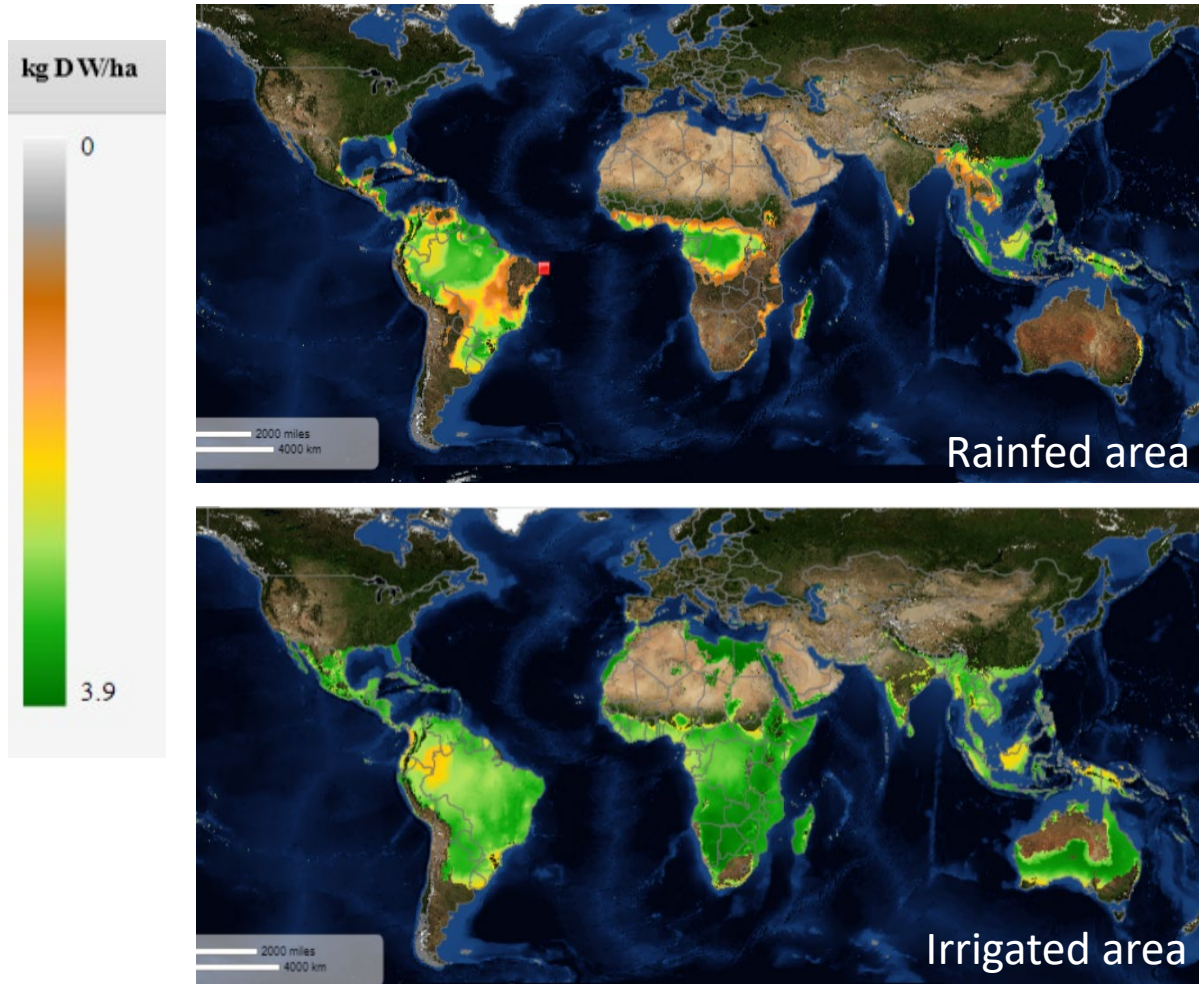 kg DW/ha
0
3.9
2000 miles
4000 km
Rainfed area
2000 miles
4000 km
Irrigated area